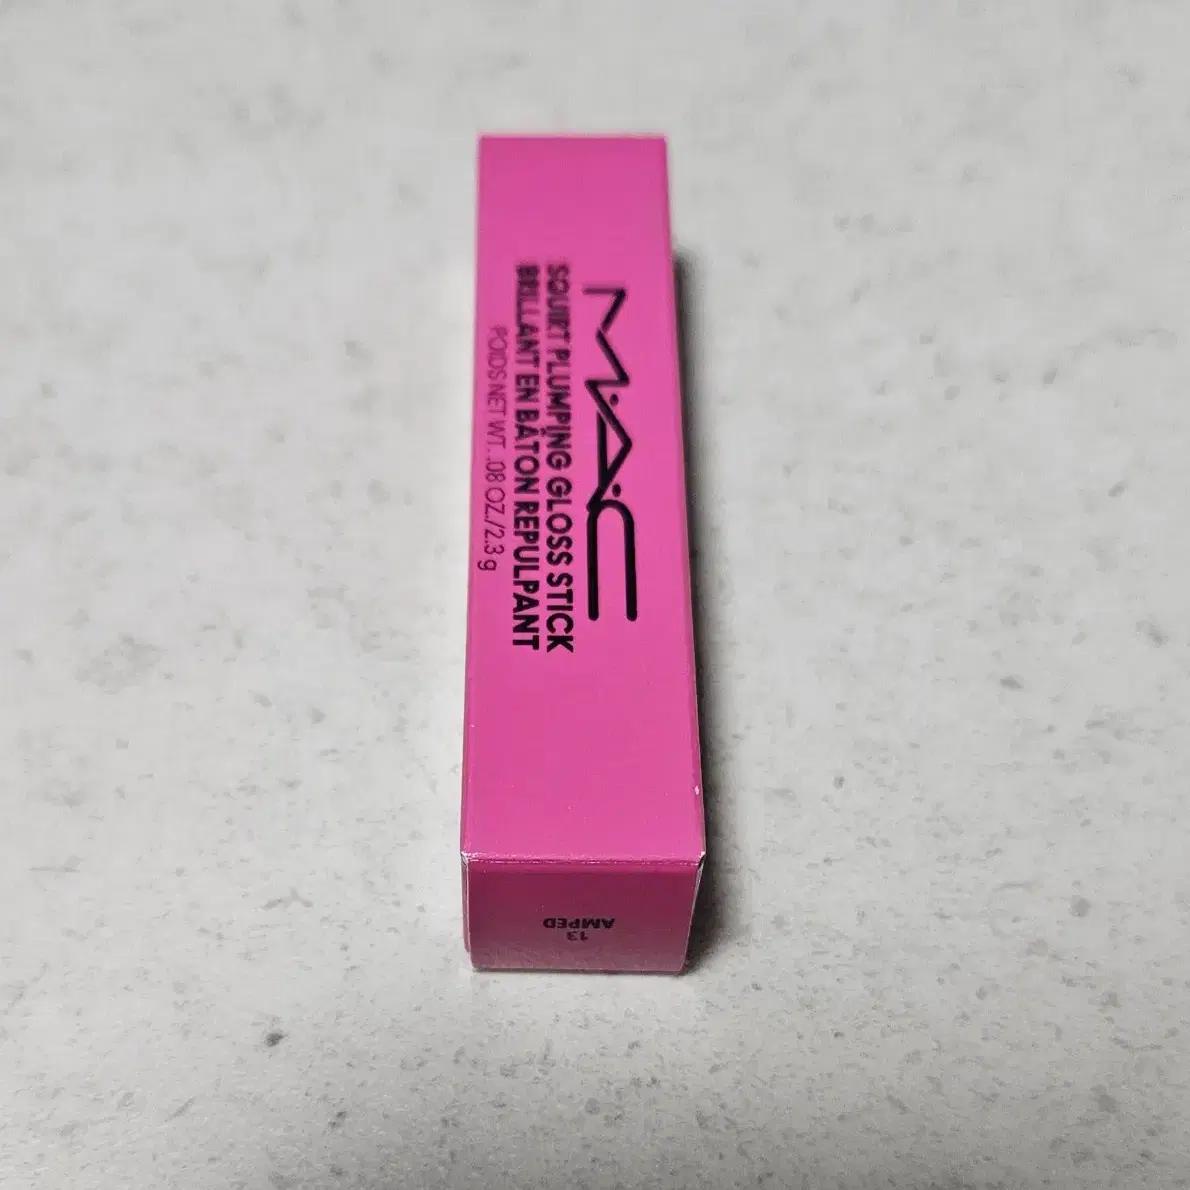 MAC
SQUIRT PLUMPING GLOSS STICK
BRILLANT EN BÂTON REPULPANT
POIDS NET WT. .08 OZ./2.3 g
13
AMPED